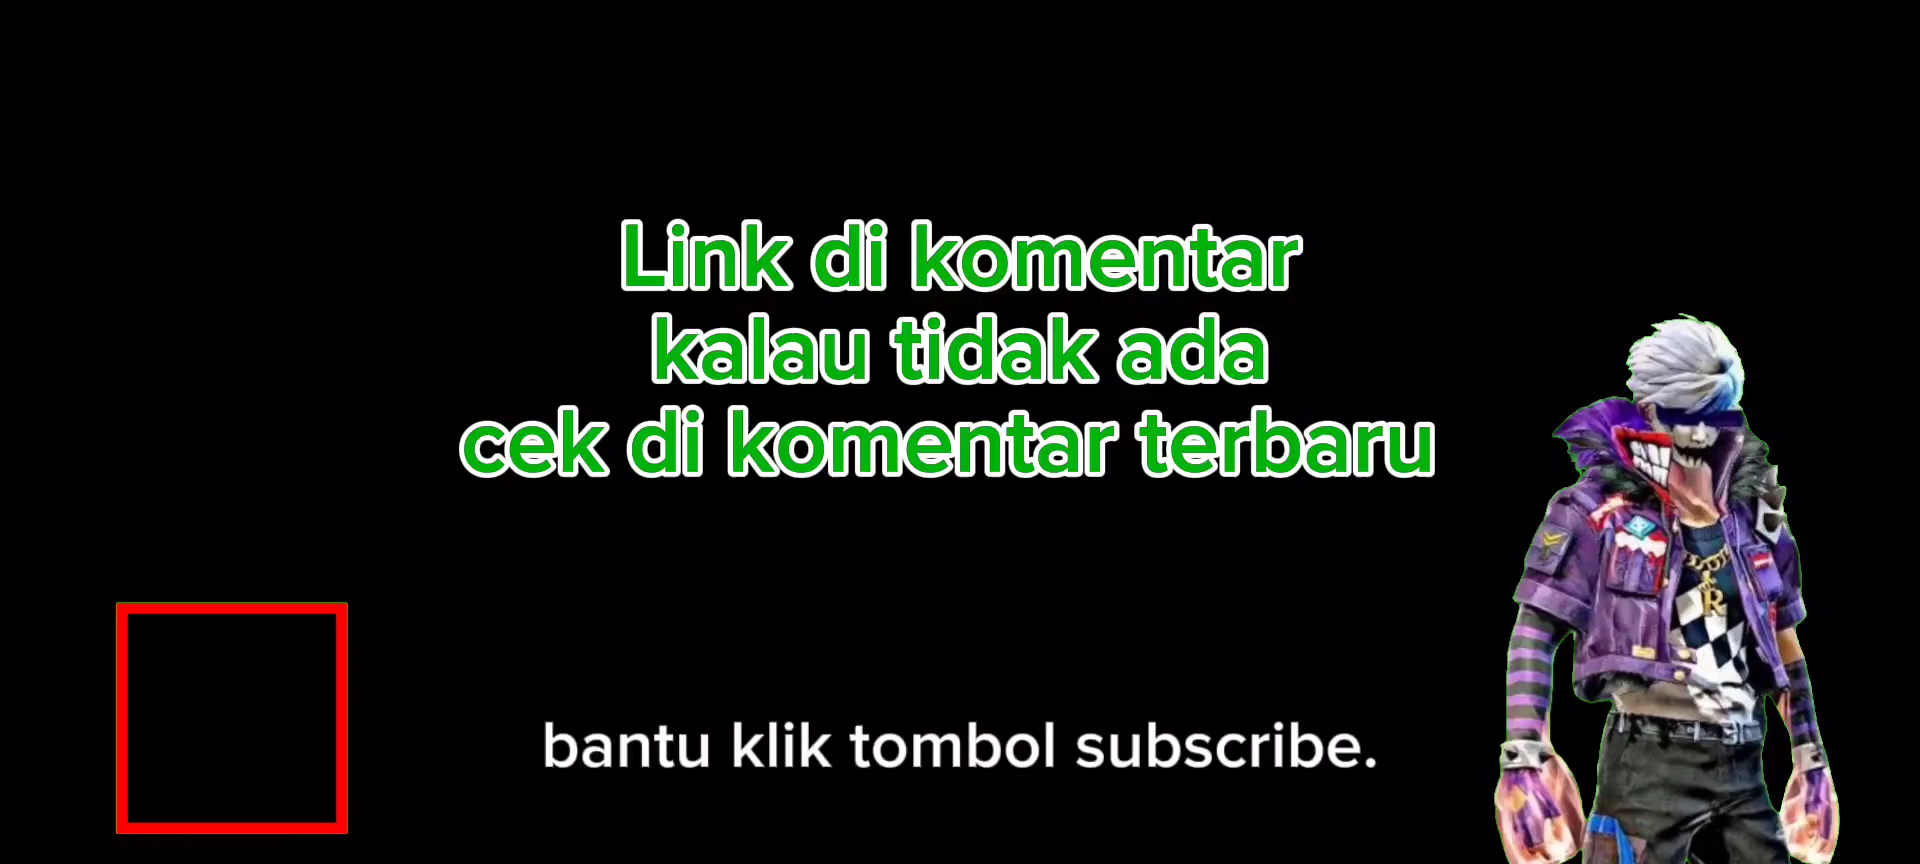 Link di komentar
kalau tidak ada
cek di komentar terbaru
bantu klik tombol subscribe.